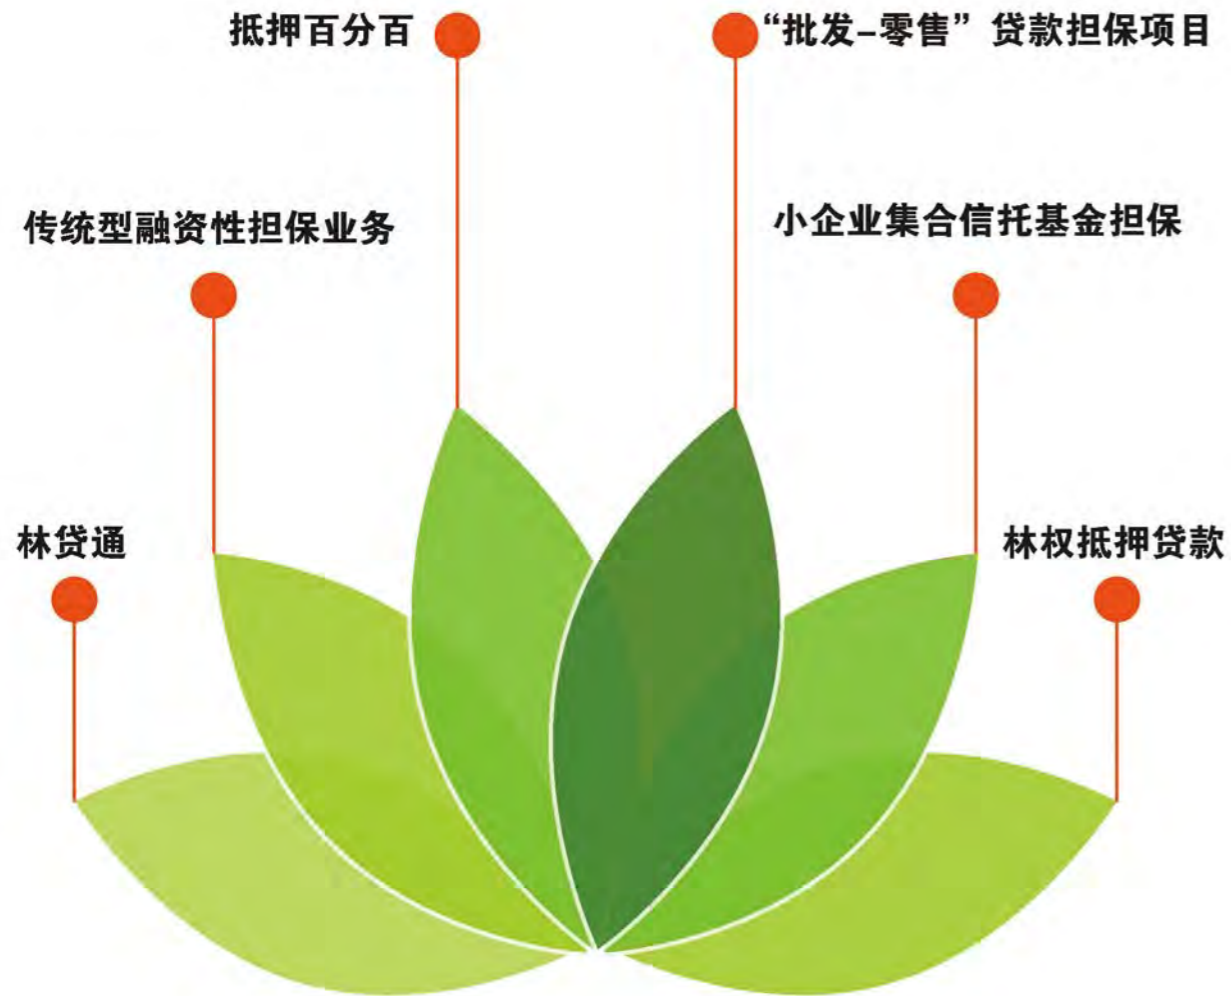 抵押百分百
“批发–零售”贷款担保项目
传统型融资性担保业务
小企业集合信托基金担保
林贷通
林权抵押贷款